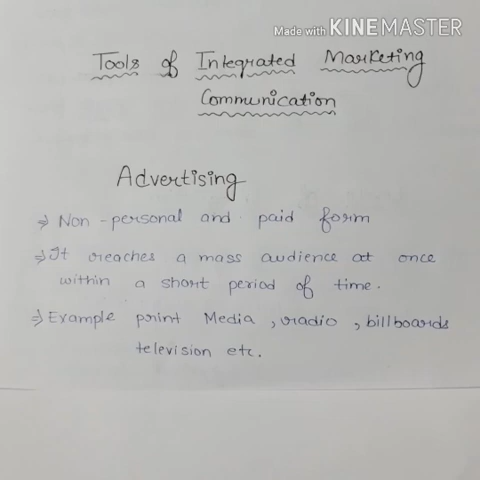 Made with KINEMASTER
Tools of Integrated Marketing
Communication
Advertising
⇒ Non-personal and paid form
⇒ It reaches a mass audience at once
within a short period of time.
⇒ Example print Media, radio, billboards
television etc.